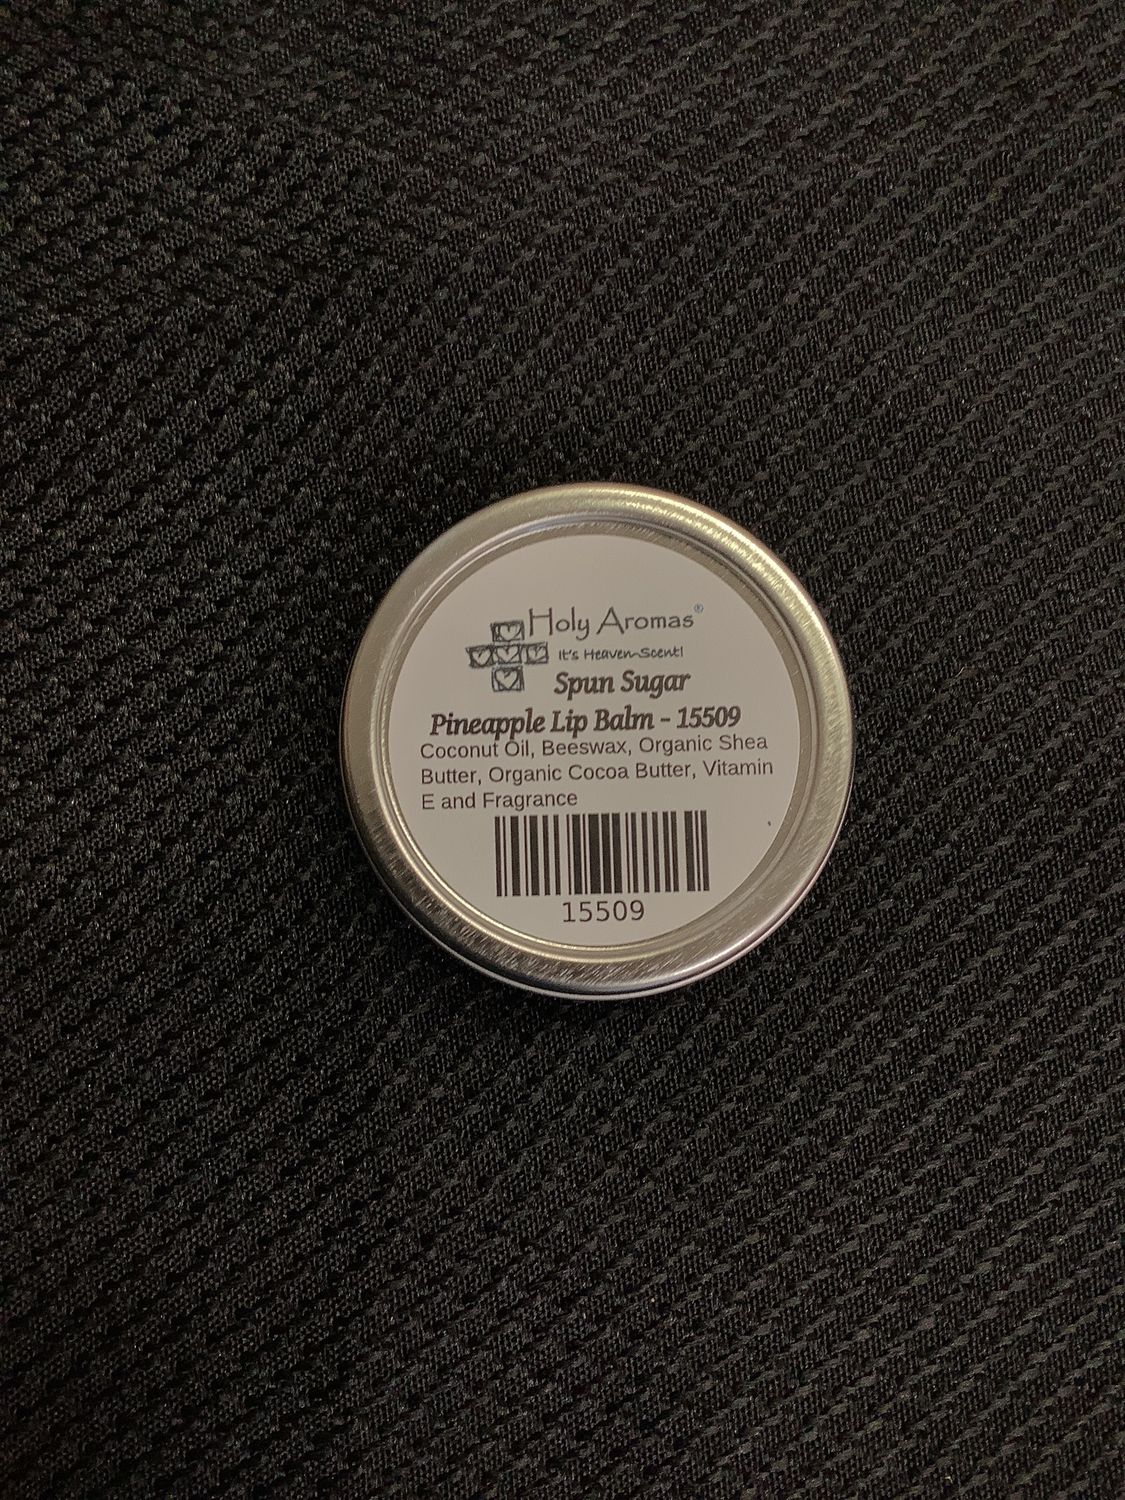 Holy Aromas®
It's Heaven-Scent!
Spun Sugar
Pineapple Lip Balm - 15509
Coconut Oil, Beeswax, Organic Shea
Butter, Organic Cocoa Butter, Vitamin
E and Fragrance
15509